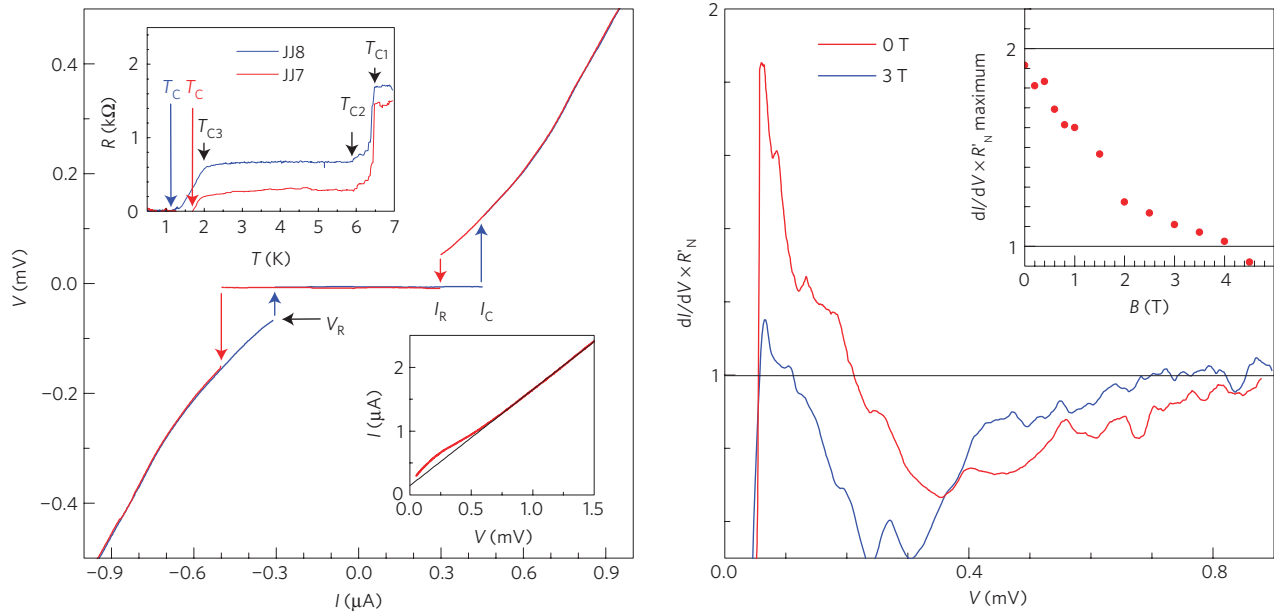 0.4
0.2
0.0
−0.2
−0.4
V (mV)
−0.9
−0.6
−0.3
0.0
0.3
0.6
0.9
I (μA)
JJ8
JJ7
2
1
0
R (kΩ)
1
2
3
4
5
6
7
T (K)
TC
TC
TC3
TC2
TC1
IR
IC
VR
2
1
0
I (μA)
0.0
0.5
1.0
1.5
V (mV)
2
1
dI/dV × R′N
0.0
0.4
0.8
V (mV)
0 T
3 T
2
1
dI/dV × R′N maximum
0
1
2
3
4
B (T)